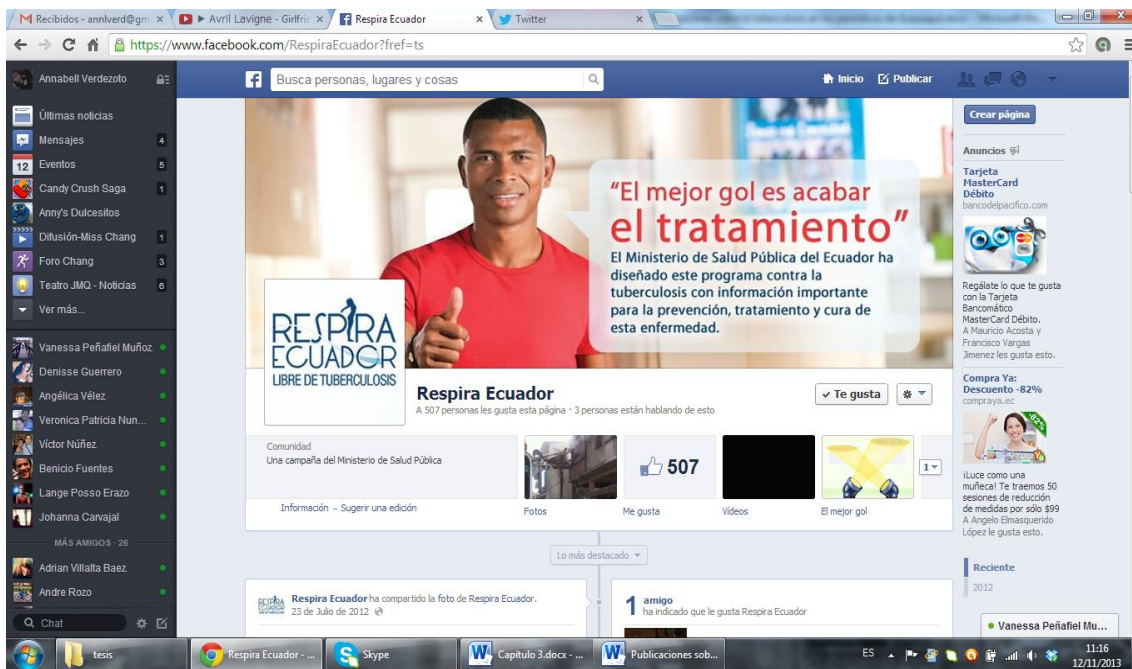 Recibidos - annlverd@gm
Avril Lavigne - Girlfri
Respira Ecuador
Twitter
https://www.facebook.com/RespiraEcuador?fref=ts
Annabell Verdezoto
Busca personas, lugares y cosas
Inicio
Publicar
Últimas noticias
Mensajes 4
12 Eventos 5
Candy Crush Saga 1
Anny's Dulcesitos
Difusión-Miss Chang 1
Foro Chang 3
Teatro JMQ - Noticias 6
Ver más...
Vanessa Peñafiel Muñoz
Denisse Guerrero
Angélica Vélez
Veronica Patricia Nun...
Víctor Núñez
Benicio Fuentes
Lange Posso Erazo
Johanna Carvajal
MÁS AMIGOS · 26
Adrian Villalta Baez
Andre Rozo
Chat
"El mejor gol es acabar
el tratamiento"
El Ministerio de Salud Pública del Ecuador ha
diseñado este programa contra la
tuberculosis con información importante
para la prevención, tratamiento y cura de
esta enfermedad.
RESPIRA
ECUADOR
LIBRE DE TUBERCULOSIS
Respira Ecuador
A 507 personas les gusta esta página · 3 personas están hablando de esto
Te gusta
Comunidad
Una campaña del Ministerio de Salud Pública
Información – Sugerir una edición
507
1
Fotos
Me gusta
Vídeos
El mejor gol
Lo más destacado
Respira Ecuador ha compartido la foto de Respira Ecuador.
23 de Julio de 2012
1 amigo
ha indicado que le gusta Respira Ecuador
Crear página
Anuncios
Tarjeta
MasterCard
Débito
bancodelpacifico.com
Regálate lo que te gusta
con la Tarjeta
Bancomático
MasterCard Débito.
A Mauricio Acosta y
Francisco Vargas
Jimenez les gusta esto.
Compra Ya:
Descuento -82%
compraya.ec
-82%
¡Luce como una
muñeca! Te traemos 50
sesiones de reducción
de medidas por sólo $99
A Angelo Elmasquerido
López le gusta esto.
Reciente
2012
Vanessa Peñafiel Mu...
tesis
Respira Ecuador - ...
Skype
Capítulo 3.docx - ...
Publicaciones sob...
ES
11:16
12/11/2013